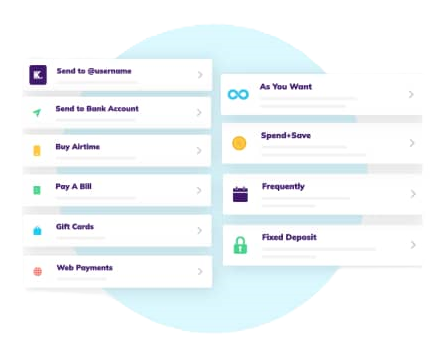 K.
Send to @username
Send to Bank Account
Buy Airtime
Pay A Bill
Gift Cards
Web Payments
As You Want
Spend+Save
Frequently
Fixed Deposit